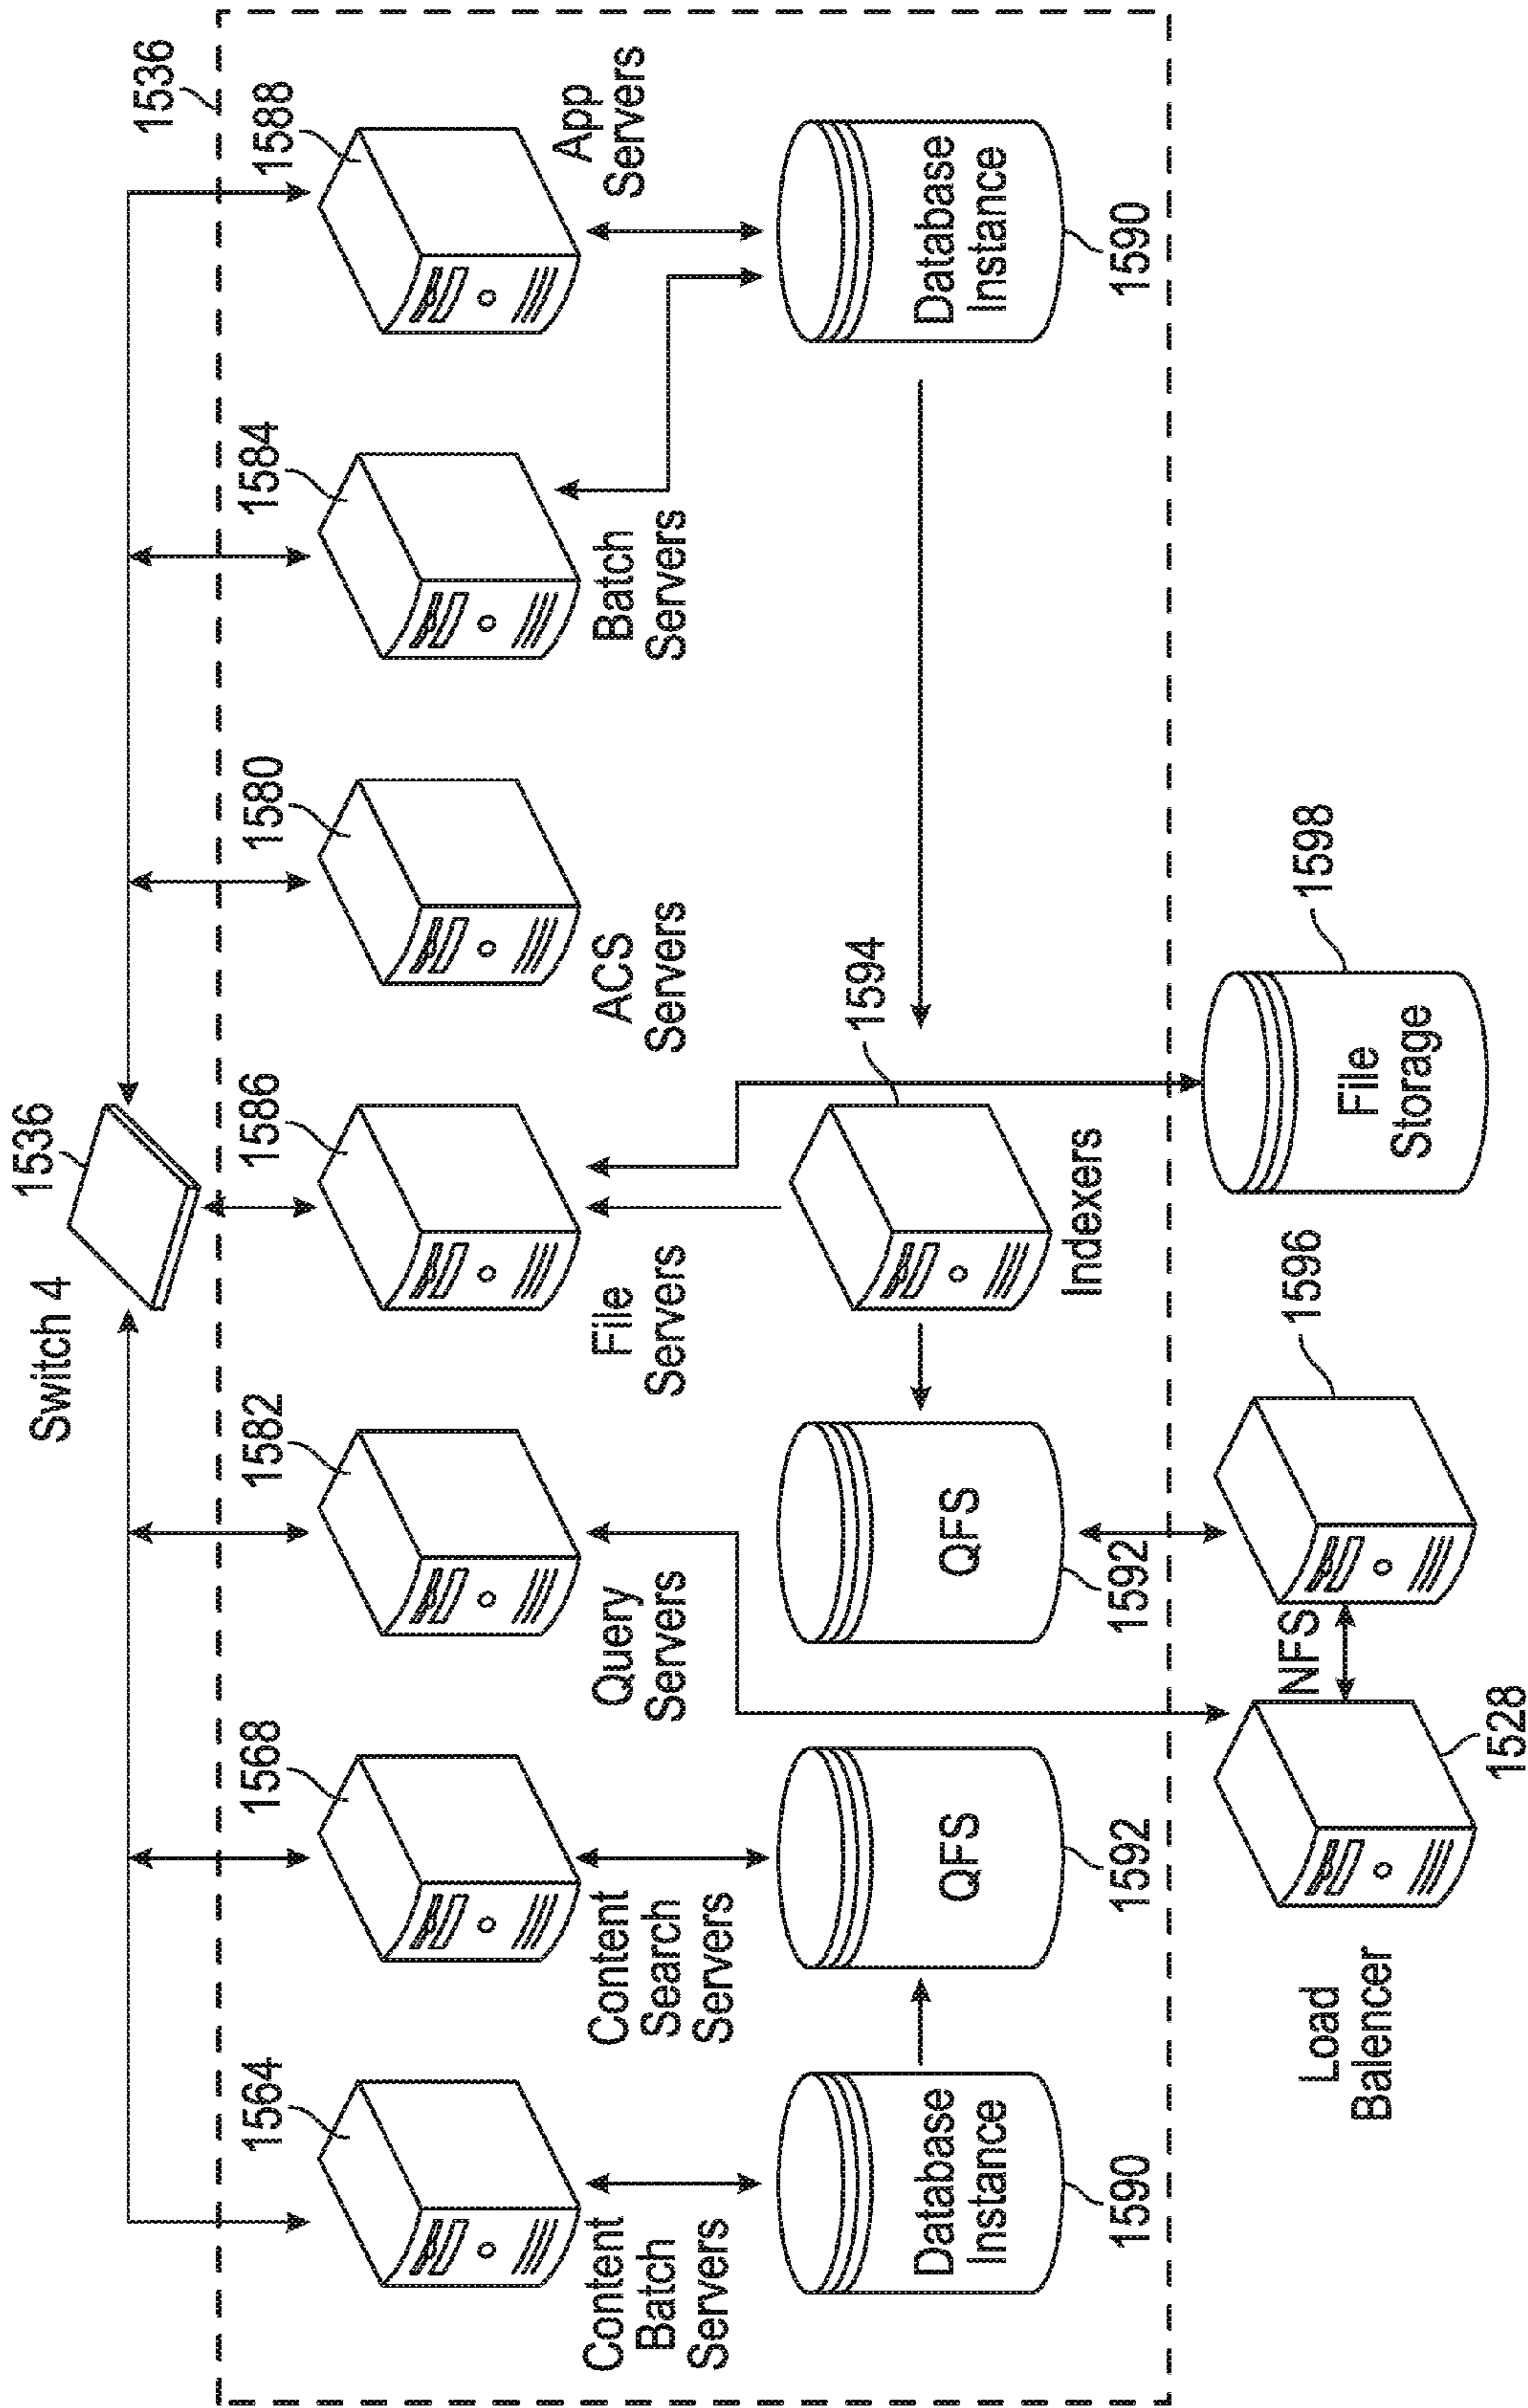 Switch 4
1536
1536
1564
1568
1582
1586
1580
1584
1588
Content
Batch
Servers
Content
Search
Servers
Query
Servers
File
Servers
ACS
Servers
Batch
Servers
App
Servers
Database
Instance
1590
QFS
1592
QFS
1592
1594
Indexers
Database
Instance
1590
Load
Balencer
1528
NFS
1596
File
Storage
1598